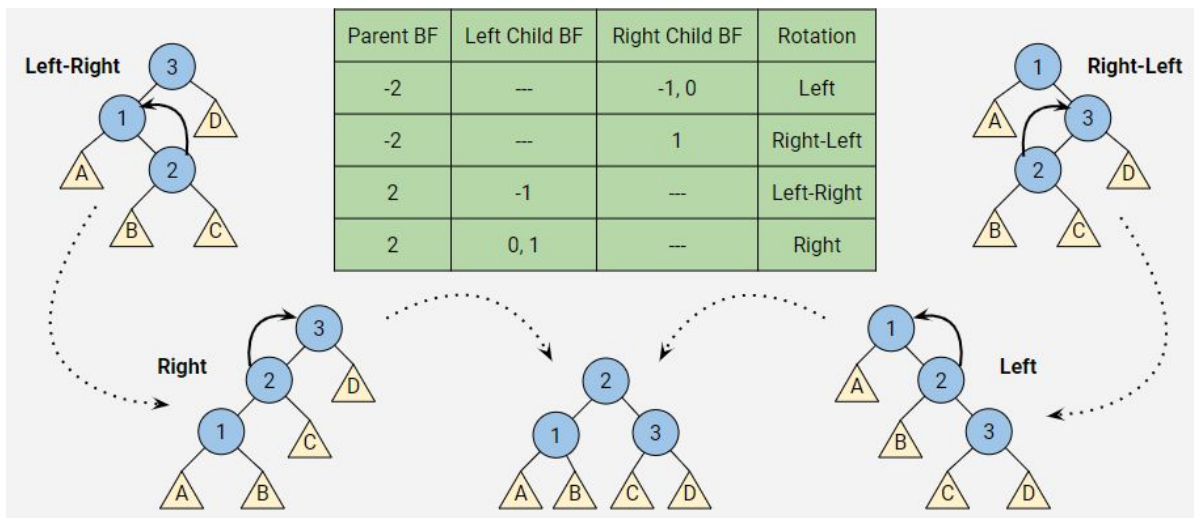 Left-Right
3
1
D
A
2
B
C
Parent BF Left Child BF Right Child BF Rotation
-2 --- -1, 0 Left
-2 --- 1 Right-Left
2 -1 --- Left-Right
2 0, 1 --- Right
1
Right-Left
A
3
2
D
B
C
Right
3
2
D
1
C
A
B
2
1
3
A
B
C
D
1
Left
A
2
B
3
C
D